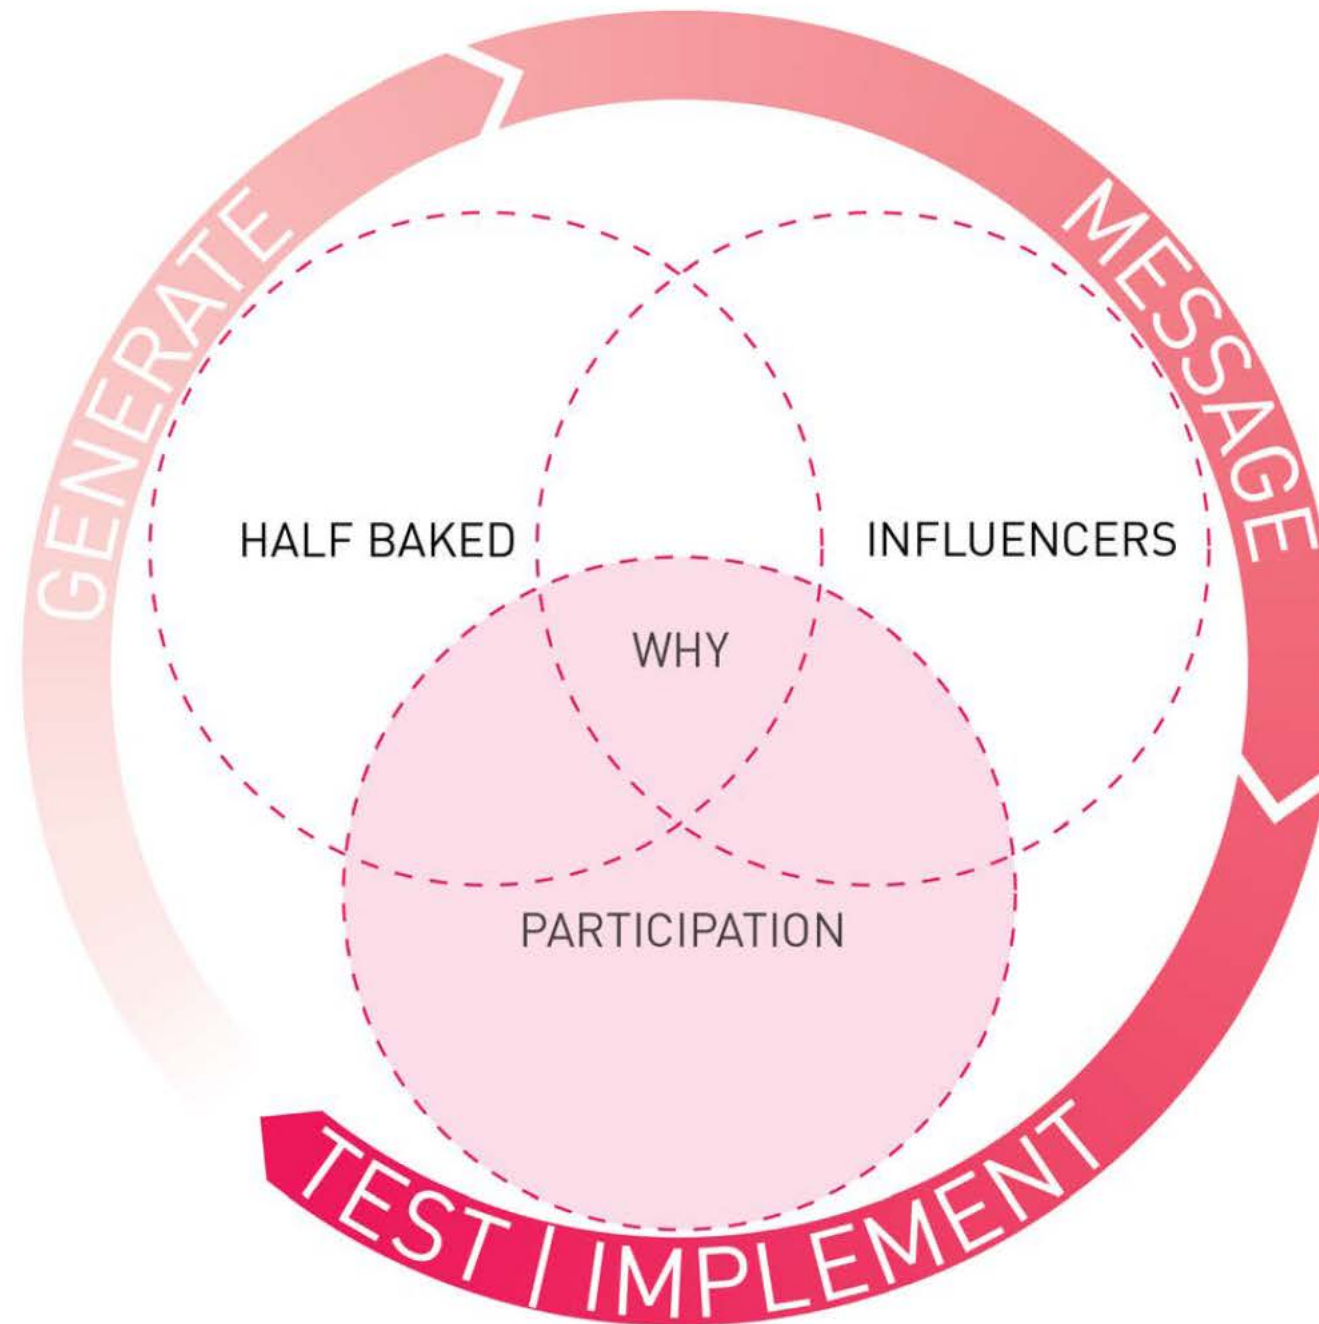 GENERATE
MESSAGE
HALF BAKED
INFLUENCERS
WHY
PARTICIPATION
TEST | IMPLEMENT